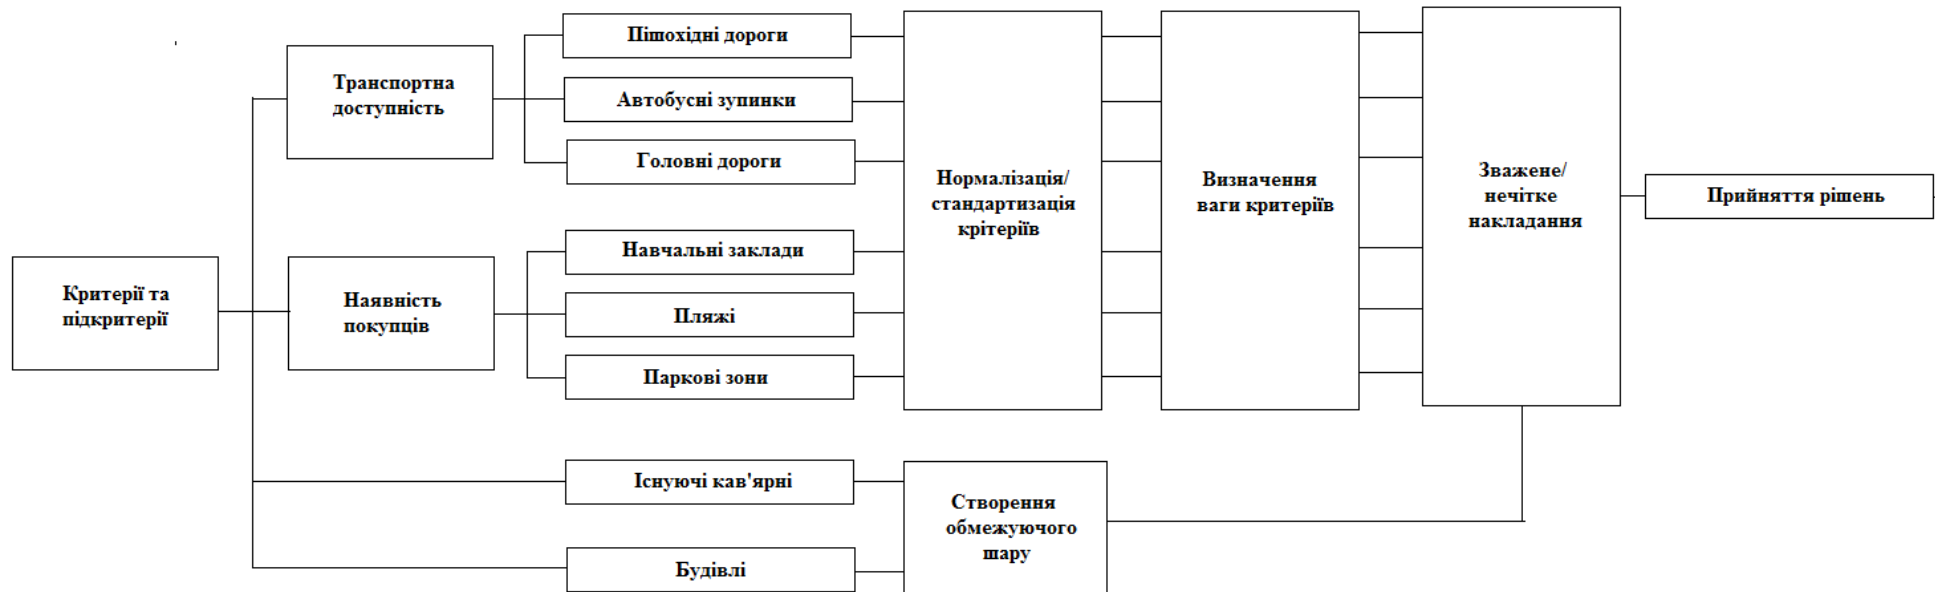 Критерії та
підкритерії
Транспортна
доступність
Наявність
покупців
Пішохідні дороги
Автобусні зупинки
Головні дороги
Навчальні заклади
Пляжі
Паркові зони
Існуючі кав'ярні
Будівлі
Нормалізація/
стандартизація
крітеріїв
Створення
обмежуючого
шару
Визначення
ваги критеріїв
Зважене/
нечітке
накладання
Прийняття рішень